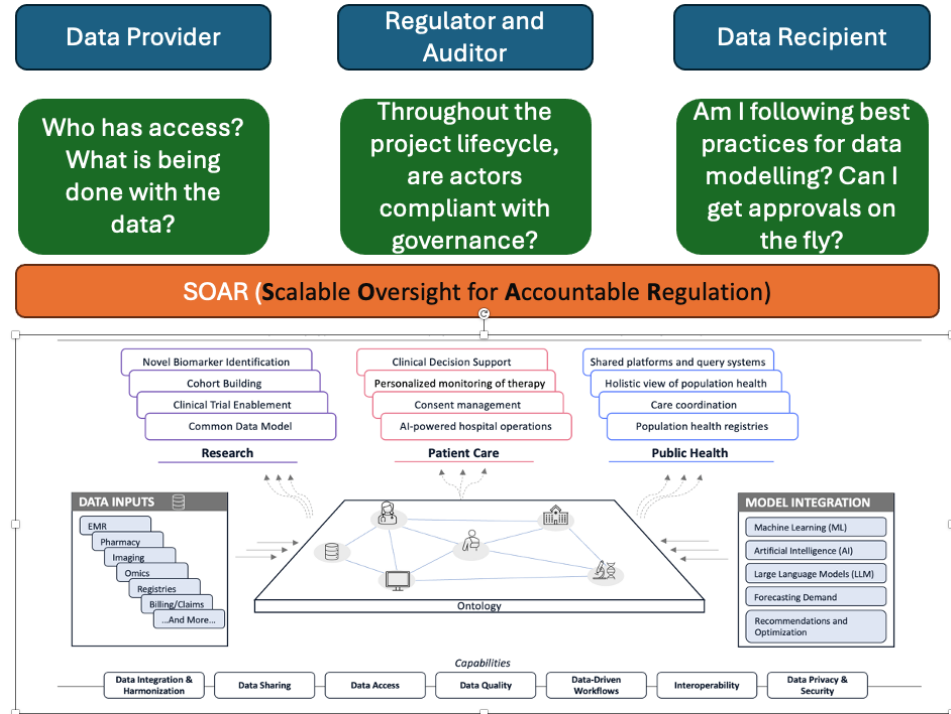 Data Provider
Regulator and
Auditor
Data Recipient
Who has access?
What is being
done with the
data?
Throughout the
project lifecycle,
are actors
compliant with
governance?
Am I following best
practices for data
modelling? Can I
get approvals on
the fly?
SOAR (Scalable Oversight for Accountable Regulation)
Novel Biomarker Identification
Cohort Building
Clinical Trial Enablement
Common Data Model
Research
Clinical Decision Support
Personalized monitoring of therapy
Consent management
AI-powered hospital operations
Patient Care
Shared platforms and query systems
Holistic view of population health
Care coordination
Population health registries
Public Health
DATA INPUTS
EMR
Pharmacy
Imaging
Omics
Registries
Billing/Claims
...And More...
Ontology
MODEL INTEGRATION
Machine Learning (ML)
Artificial Intelligence (AI)
Large Language Models (LLM)
Forecasting Demand
Recommendations and
Optimization
Capabilities
Data Integration &
Harmonization
Data Sharing
Data Access
Data Quality
Data-Driven
Workflows
Interoperability
Data Privacy &
Security